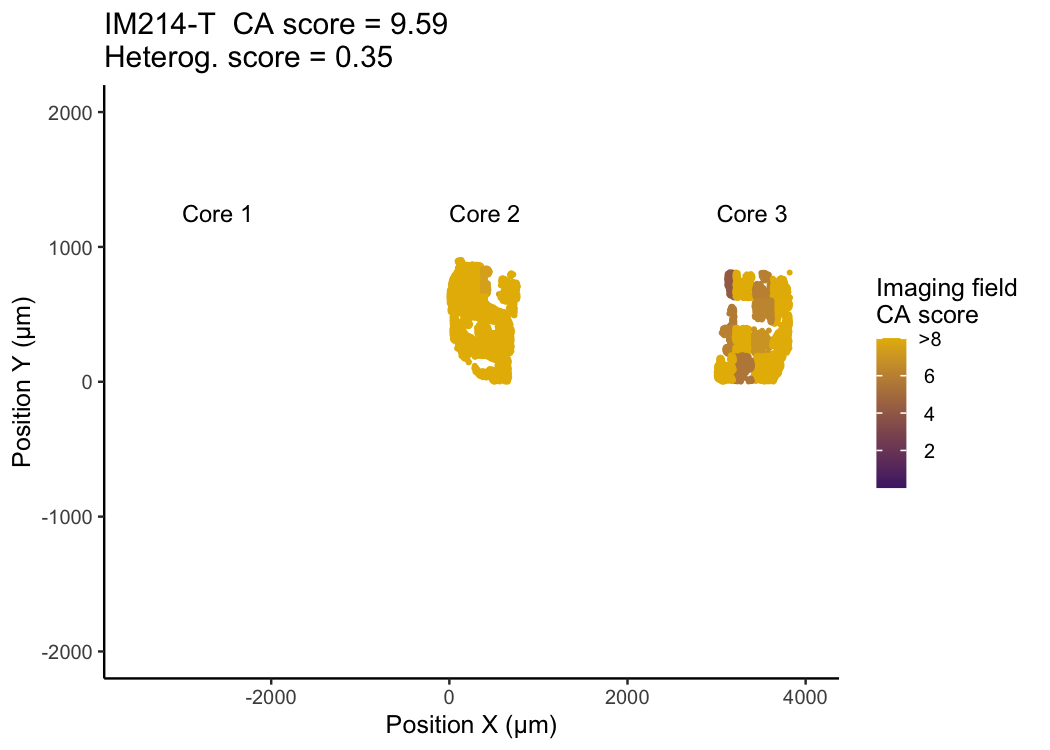 IM214-T  CA score = 9.59
Heterog. score = 0.35
2000
1000
0
-1000
-2000
Position Y (µm)
Core 1
Core 2
Core 3
-2000
0
2000
4000
Position X (µm)
Imaging field
CA score
>8
6
4
2